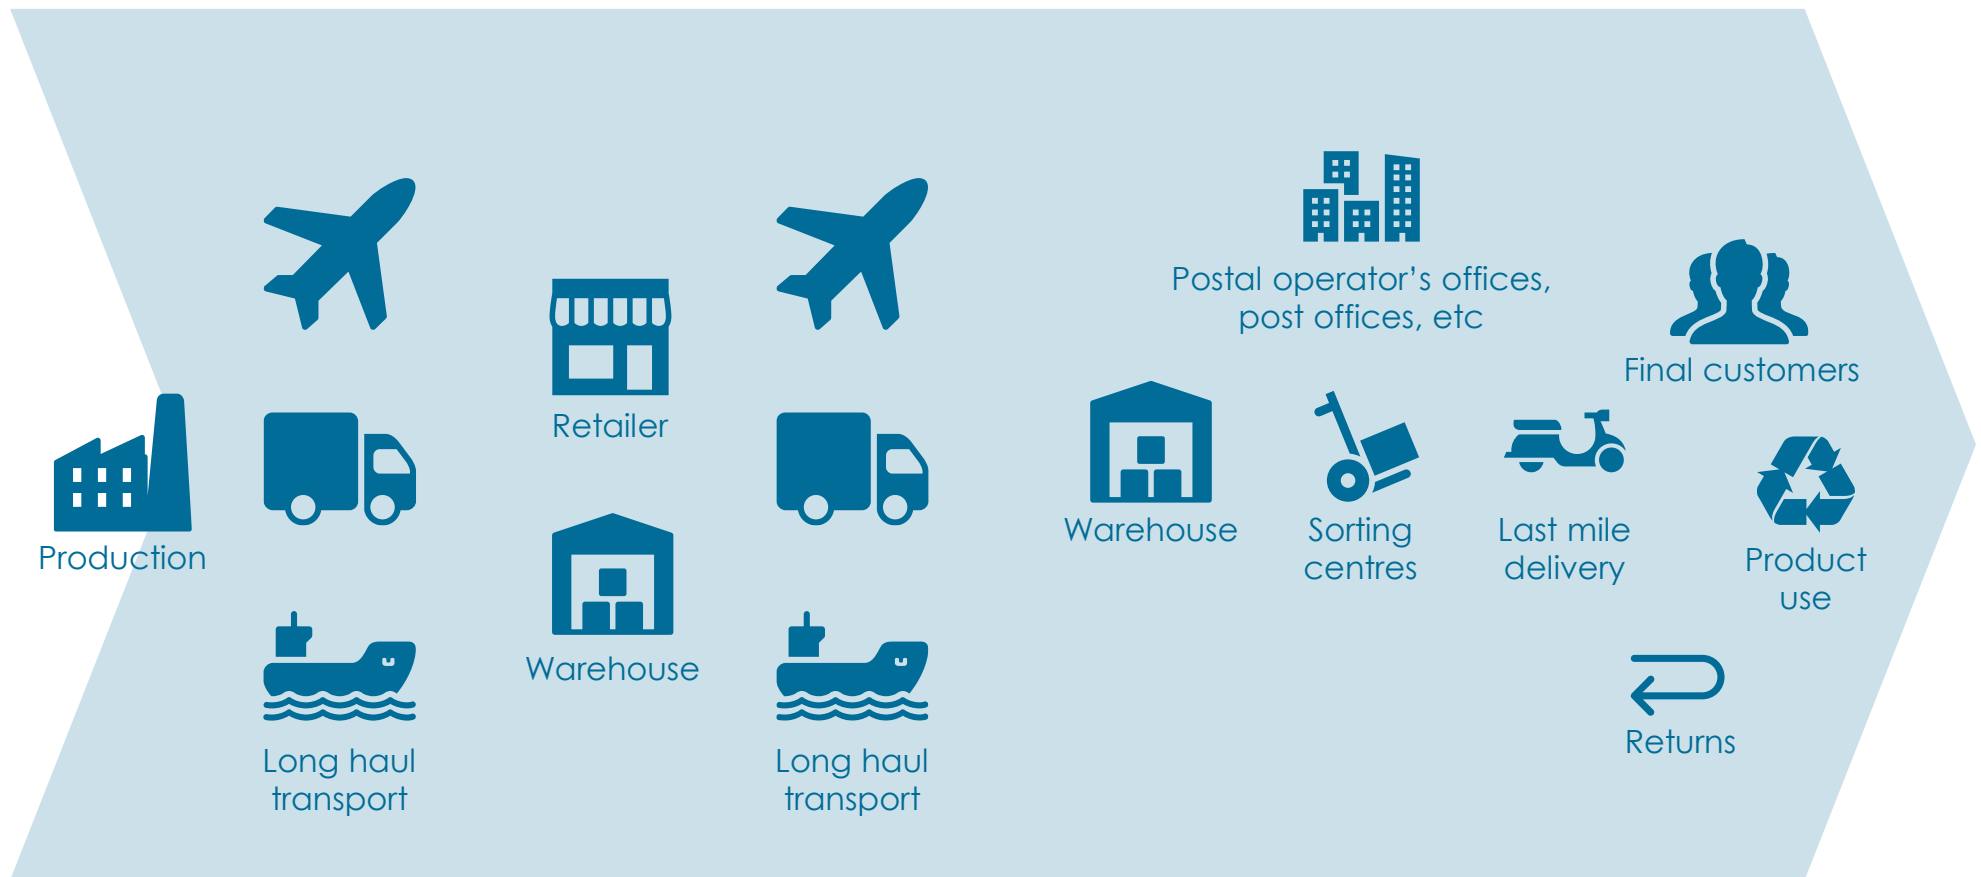 Production
Long haul
transport
Retailer
Warehouse
Long haul
transport
Postal operator’s offices,
post offices, etc
Warehouse
Sorting
centres
Last mile
delivery
Final customers
Product
use
Returns